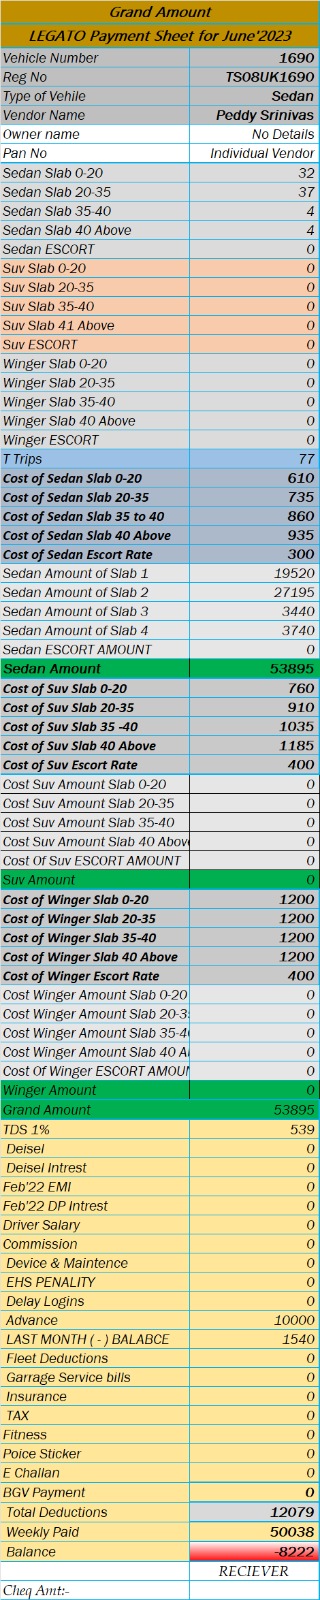 Grand Amount
LEGATO Payment Sheet for June'2023
Vehicle Number 1690
Reg No TS08UK1690
Type of Vehile Sedan
Vendor Name Peddy Srinivas
Owner name No Details
Pan No Individual Vendor
Sedan Slab 0-20 32
Sedan Slab 20-35 37
Sedan Slab 35-40 4
Sedan Slab 40 Above 4
Sedan ESCORT 0
Suv Slab 0-20 0
Suv Slab 20-35 0
Suv Slab 35-40 0
Suv Slab 41 Above 0
Suv ESCORT 0
Winger Slab 0-20 0
Winger Slab 20-35 0
Winger Slab 35-40 0
Winger Slab 40 Above 0
Winger ESCORT 0
T Trips 77
Cost of Sedan Slab 0-20 610
Cost of Sedan Slab 20-35 735
Cost of Sedan Slab 35 to 40 860
Cost of Sedan Slab 40 Above 935
Cost of Sedan Escort Rate 300
Sedan Amount of Slab 1 19520
Sedan Amount of Slab 2 27195
Sedan Amount of Slab 3 3440
Sedan Amount of Slab 4 3740
Sedan ESCORT AMOUNT 0
Sedan Amount 53895
Cost of Suv Slab 0-20 760
Cost of Suv Slab 20-35 910
Cost of Suv Slab 35 -40 1035
Cost of Suv Slab 40 Above 1185
Cost of Suv Escort Rate 400
Cost Suv Amount Slab 0-20 0
Cost Suv Amount Slab 20-35 0
Cost Suv Amount Slab 35-40 0
Cost Suv Amount Slab 40 Abov 0
Cost Of Suv ESCORT AMOUNT 0
Suv Amount 0
Cost of Winger Slab 0-20 1200
Cost of Winger Slab 20-35 1200
Cost of Winger Slab 35-40 1200
Cost of Winger Slab 40 Above 1200
Cost of Winger Escort Rate 400
Cost Winger Amount Slab 0-20 0
Cost Winger Amount Slab 20-3 0
Cost Winger Amount Slab 35-4 0
Cost Winger Amount Slab 40 A 0
Cost Of Winger ESCORT AMOU 0
Winger Amount 0
Grand Amount 53895
TDS 1% 539
Deisel 0
Deisel Intrest 0
Feb'22 EMI 0
Feb'22 DP Intrest 0
Driver Salary 0
Commission 0
Device & Maintence 0
EHS PENALITY 0
Delay Logins 0
Advance 10000
LAST MONTH ( - ) BALABCE 1540
Fleet Deductions 0
Garrage Service bills 0
Insurance 0
TAX 0
Fitness 0
Poice Sticker 0
E Challan 0
BGV Payment 0
Total Deductions 12079
Weekly Paid 50038
Balance -8222
RECIEVER
Cheq Amt:-